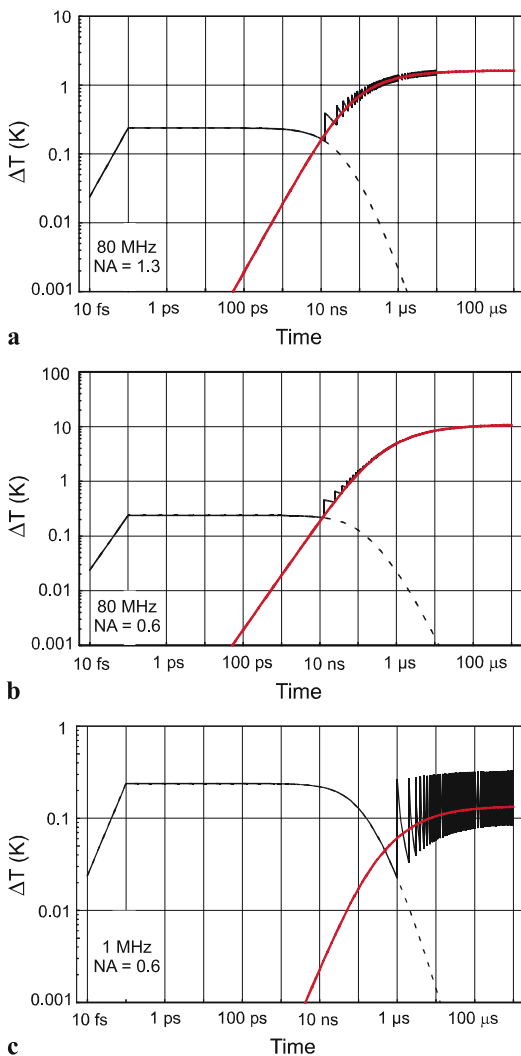 10
1
0.1
0.01
0.001
ΔT (K)
80 MHz
NA = 1.3
10 fs 1 ps 100 ps 10 ns 1 μs 100 μs
Time
a
100
10
1
0.1
0.01
0.001
ΔT (K)
80 MHz
NA = 0.6
10 fs 1 ps 100 ps 10 ns 1 μs 100 μs
Time
b
1
0.1
0.01
0.001
ΔT (K)
1 MHz
NA = 0.6
10 fs 1 ps 100 ps 10 ns 1 μs 100 μs
Time
c